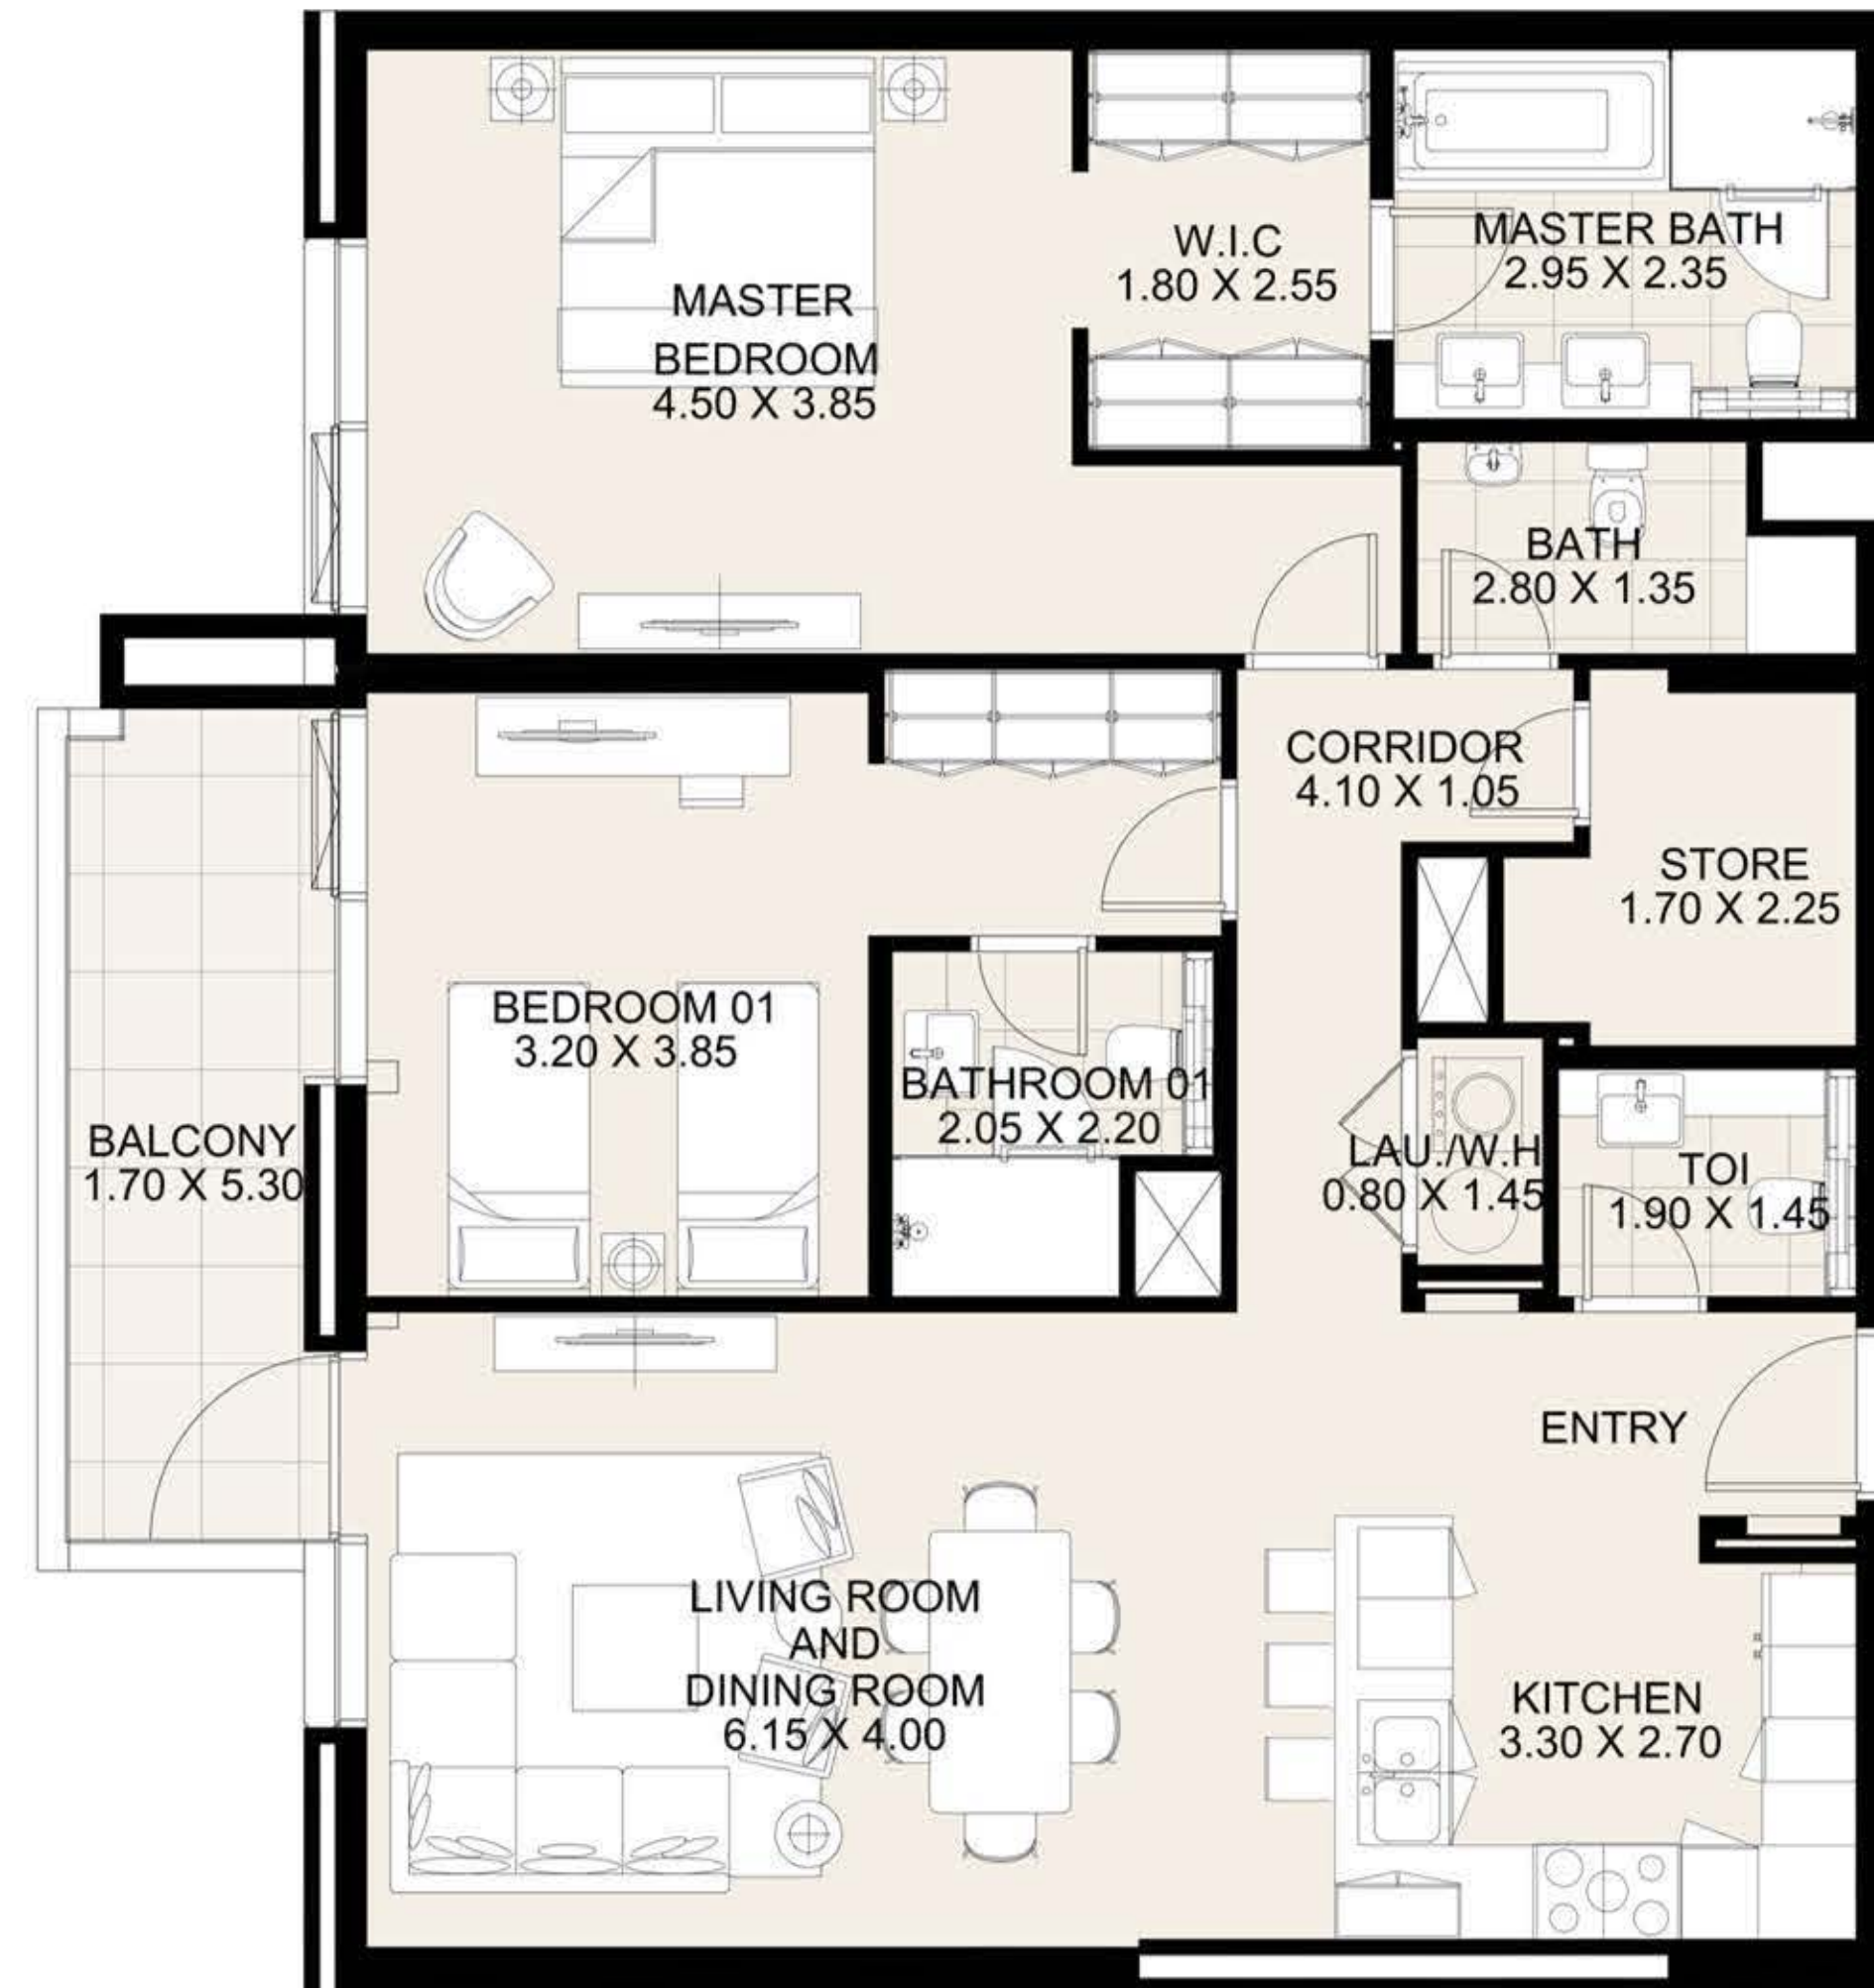 MASTER
BEDROOM
4.50 X 3.85
W.I.C
1.80 X 2.55
MASTER BATH
2.95 X 2.35
BATH
2.80 X 1.35
CORRIDOR
4.10 X 1.05
STORE
1.70 X 2.25
BEDROOM 01
3.20 X 3.85
BATHROOM 01
2.05 X 2.20
BALCONY
1.70 X 5.30
LAU./W.H
0.80 X 1.45
TOI
1.90 X 1.45
ENTRY
LIVING ROOM
AND
DINING ROOM
6.15 X 4.00
KITCHEN
3.30 X 2.70